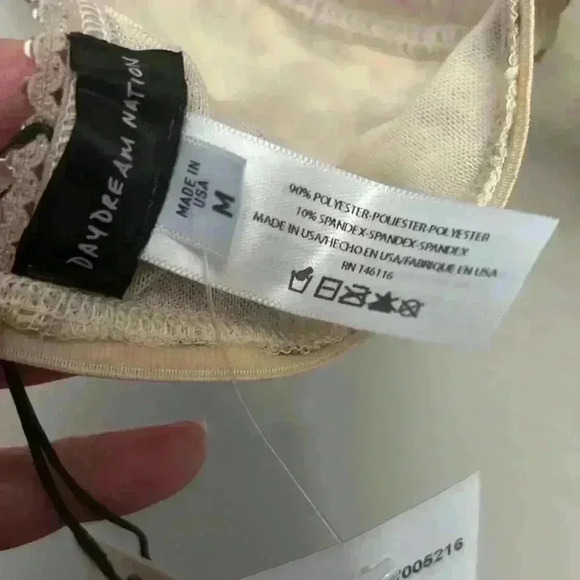 DAYDREAM NATION
MADE IN
USA
M
90% POLYESTER-POLIESTER-POLYESTER
10% SPANDEX-SPANDEX-SPANDEX
MADE IN USA/HECHO EN USA/FABRIQUE EN USA
RN 146116
005216